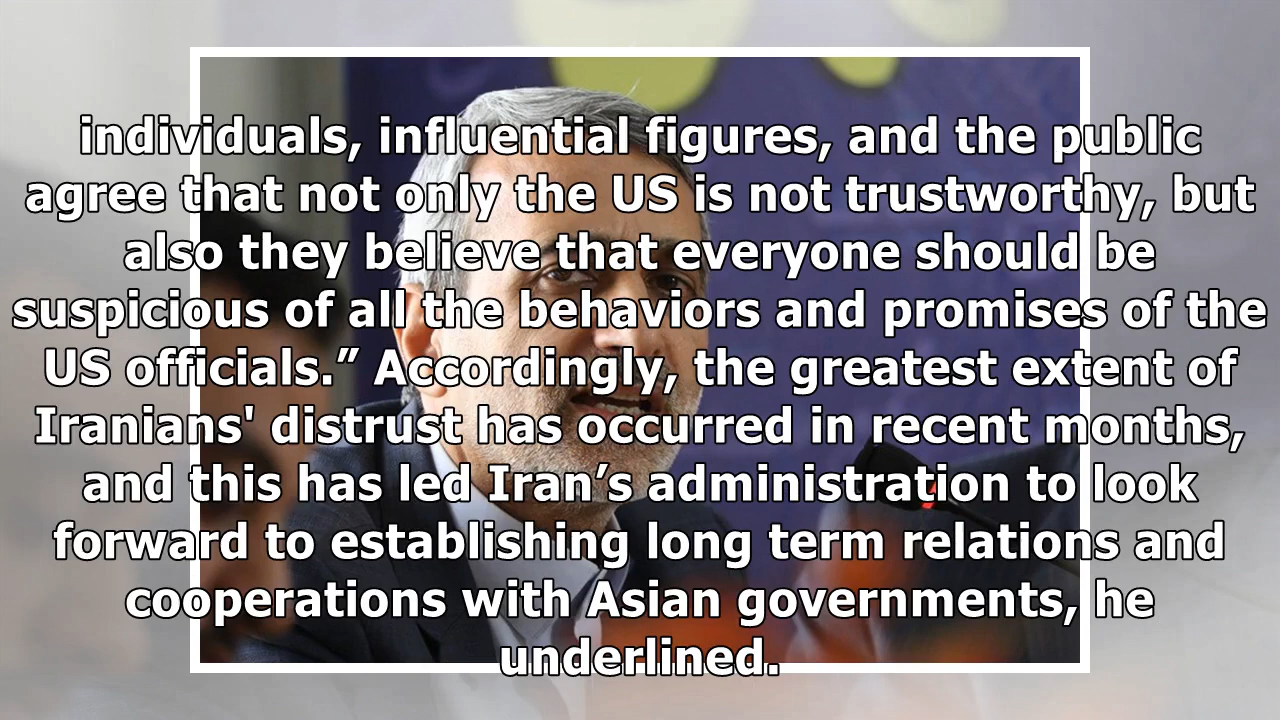 individuals, influential figures, and the public
agree that not only the US is not trustworthy, but
also they believe that everyone should be
suspicious of all the behaviors and promises of the
US officials.” Accordingly, the greatest extent of
Iranians' distrust has occurred in recent months,
and this has led Iran’s administration to look
forward to establishing long term relations and
cooperations with Asian governments, he
underlined.